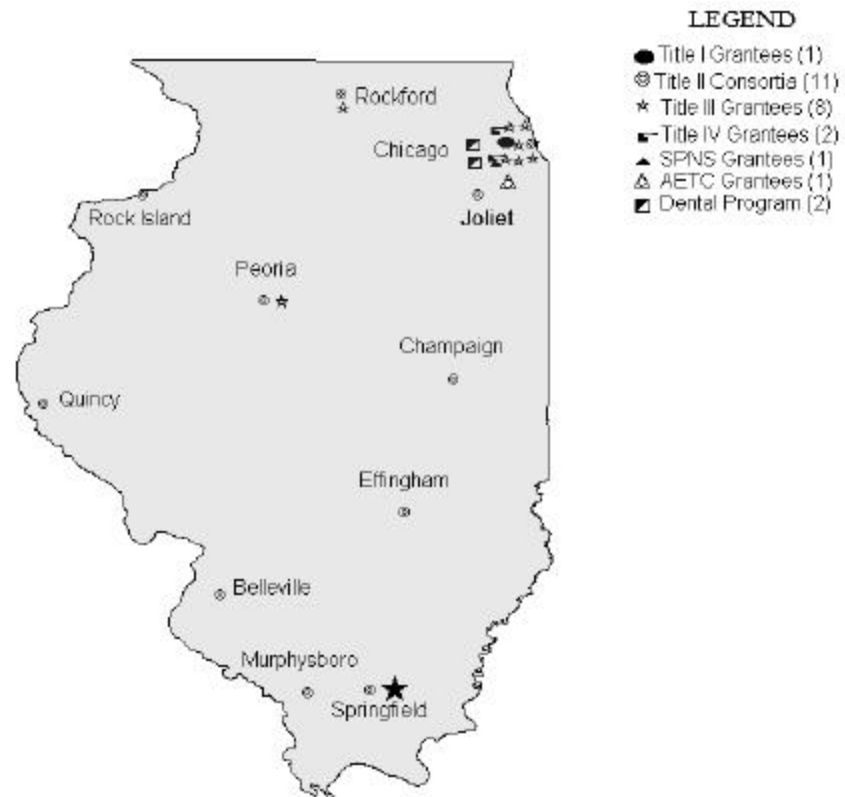 LEGEND
Title I Grantees (1)
Title II Consortia (11)
Title III Grantees (8)
Title IV Grantees (2)
SPNS Grantees (1)
AETC Grantees (1)
Dental Program (2)
Rockford
Chicago
Rock Island
Joliet
Peoria
Champaign
Quincy
Effingham
Belleville
Murphysboro
Springfield